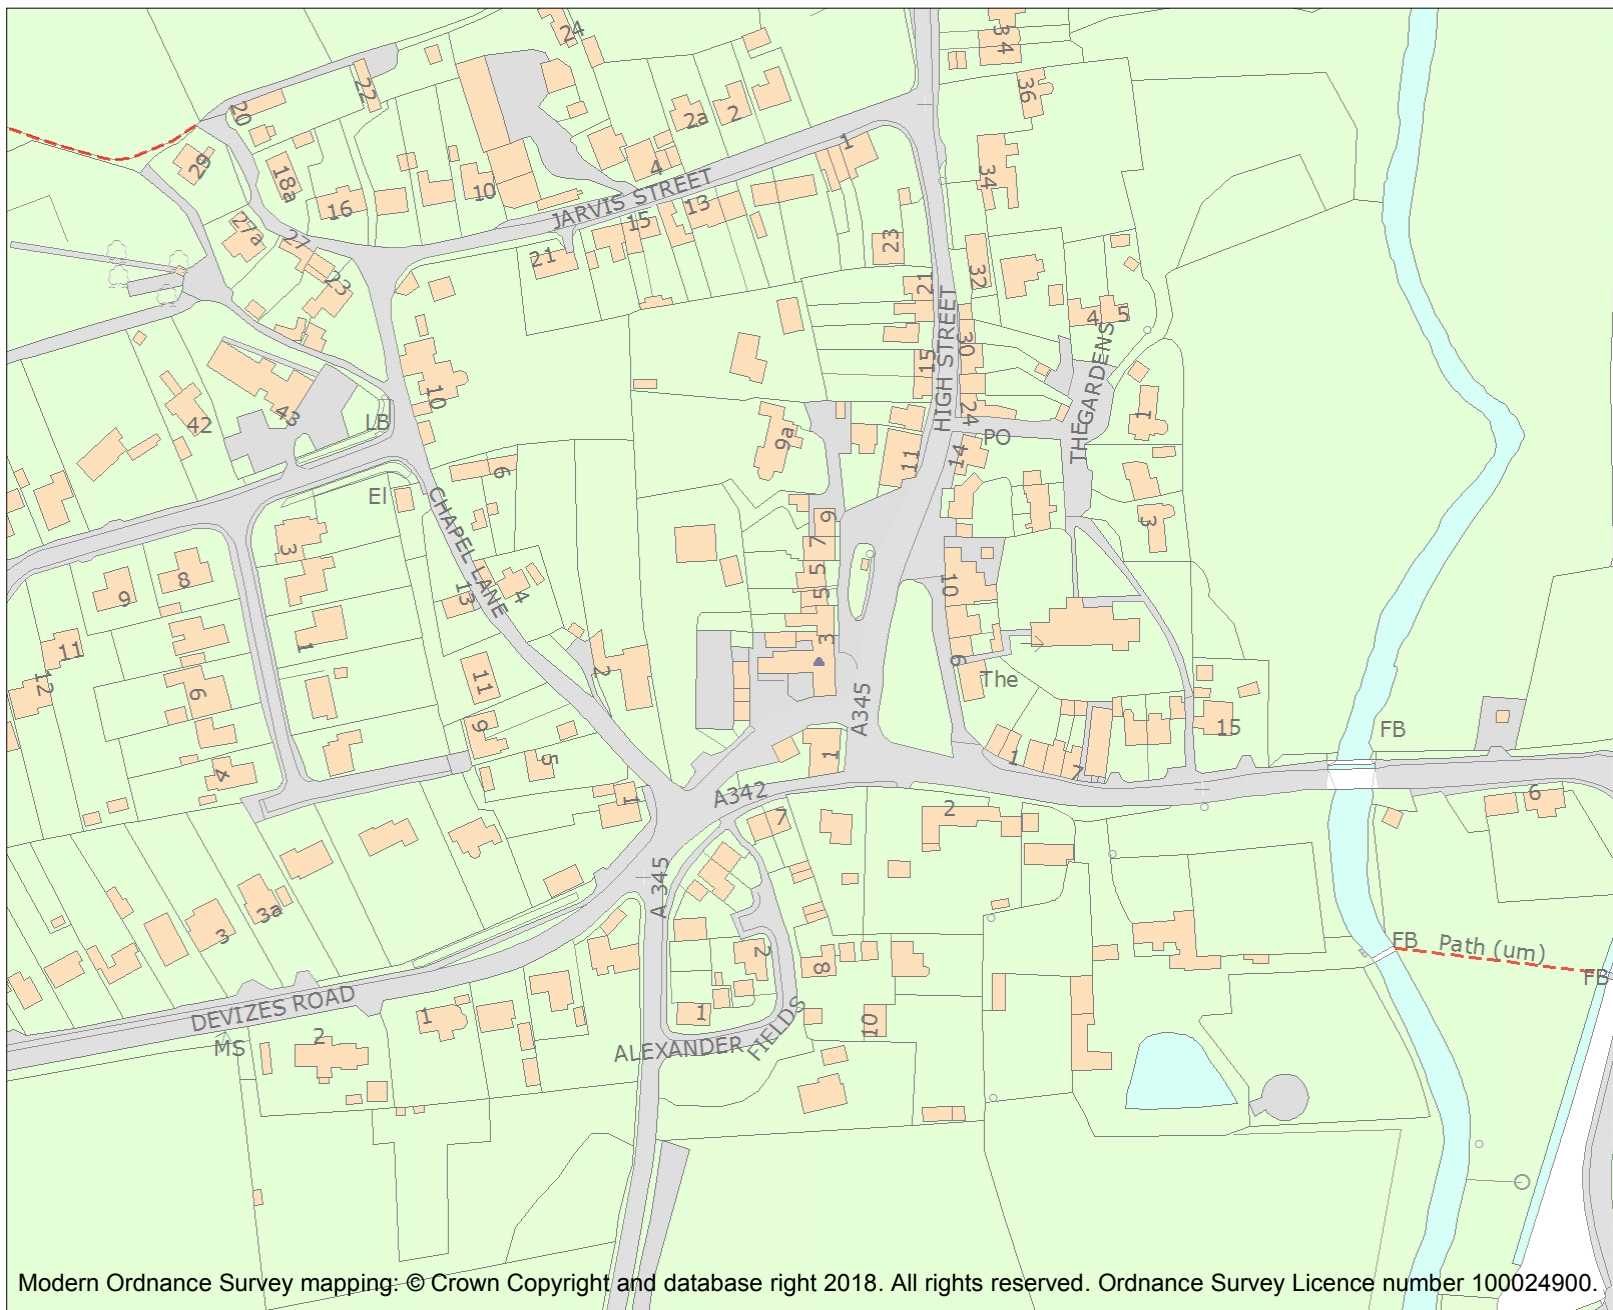 24
34
22
20
36
2a
2
1
29
4
34
18a
10
JARVIS STREET
16
13
15
27a
27
23
21
32
23
21
4 5
THE GARDENS
HIGH STREET
30
15
10
24
43
42
LB
1
9a
PO
14
11
6
EI
CHAPEL LANE
9
3
3
7
5
5
8
9
13
4
10
1
3
11
6
2
The
12
11
6
9
A345
15
FB
5
1
1
7
4
1
A342
6
2
7
A 345
3a
3
2
8
FB
Path (um)
FB
DEVIZES ROAD
1
2
MS
1
10
ALEXANDER
FIELDS
Modern Ordnance Survey mapping: © Crown Copyright and database right 2018. All rights reserved. Ordnance Survey Licence number 100024900.